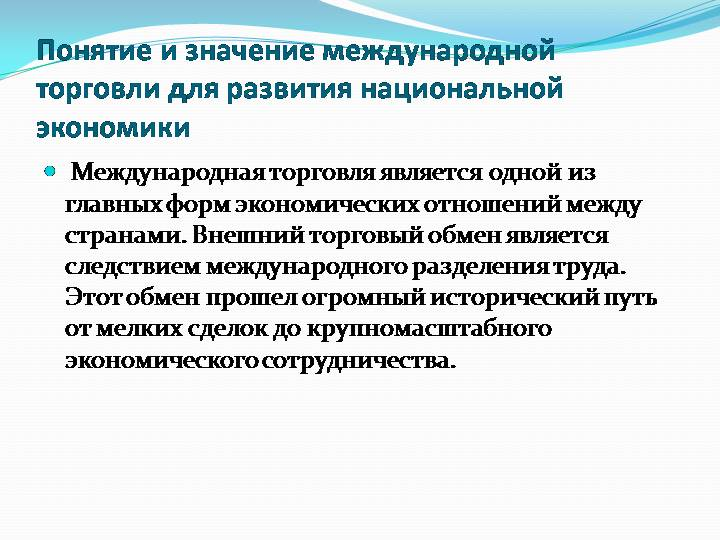 Понятие и значение международной
торговли для развития национальной
экономики
Международная торговля является одной из
главных форм экономических отношений между
странами. Внешний торговый обмен является
следствием международного разделения труда.
Этот обмен прошел огромный исторический путь
от мелких сделок до крупномасштабного
экономического сотрудничества.